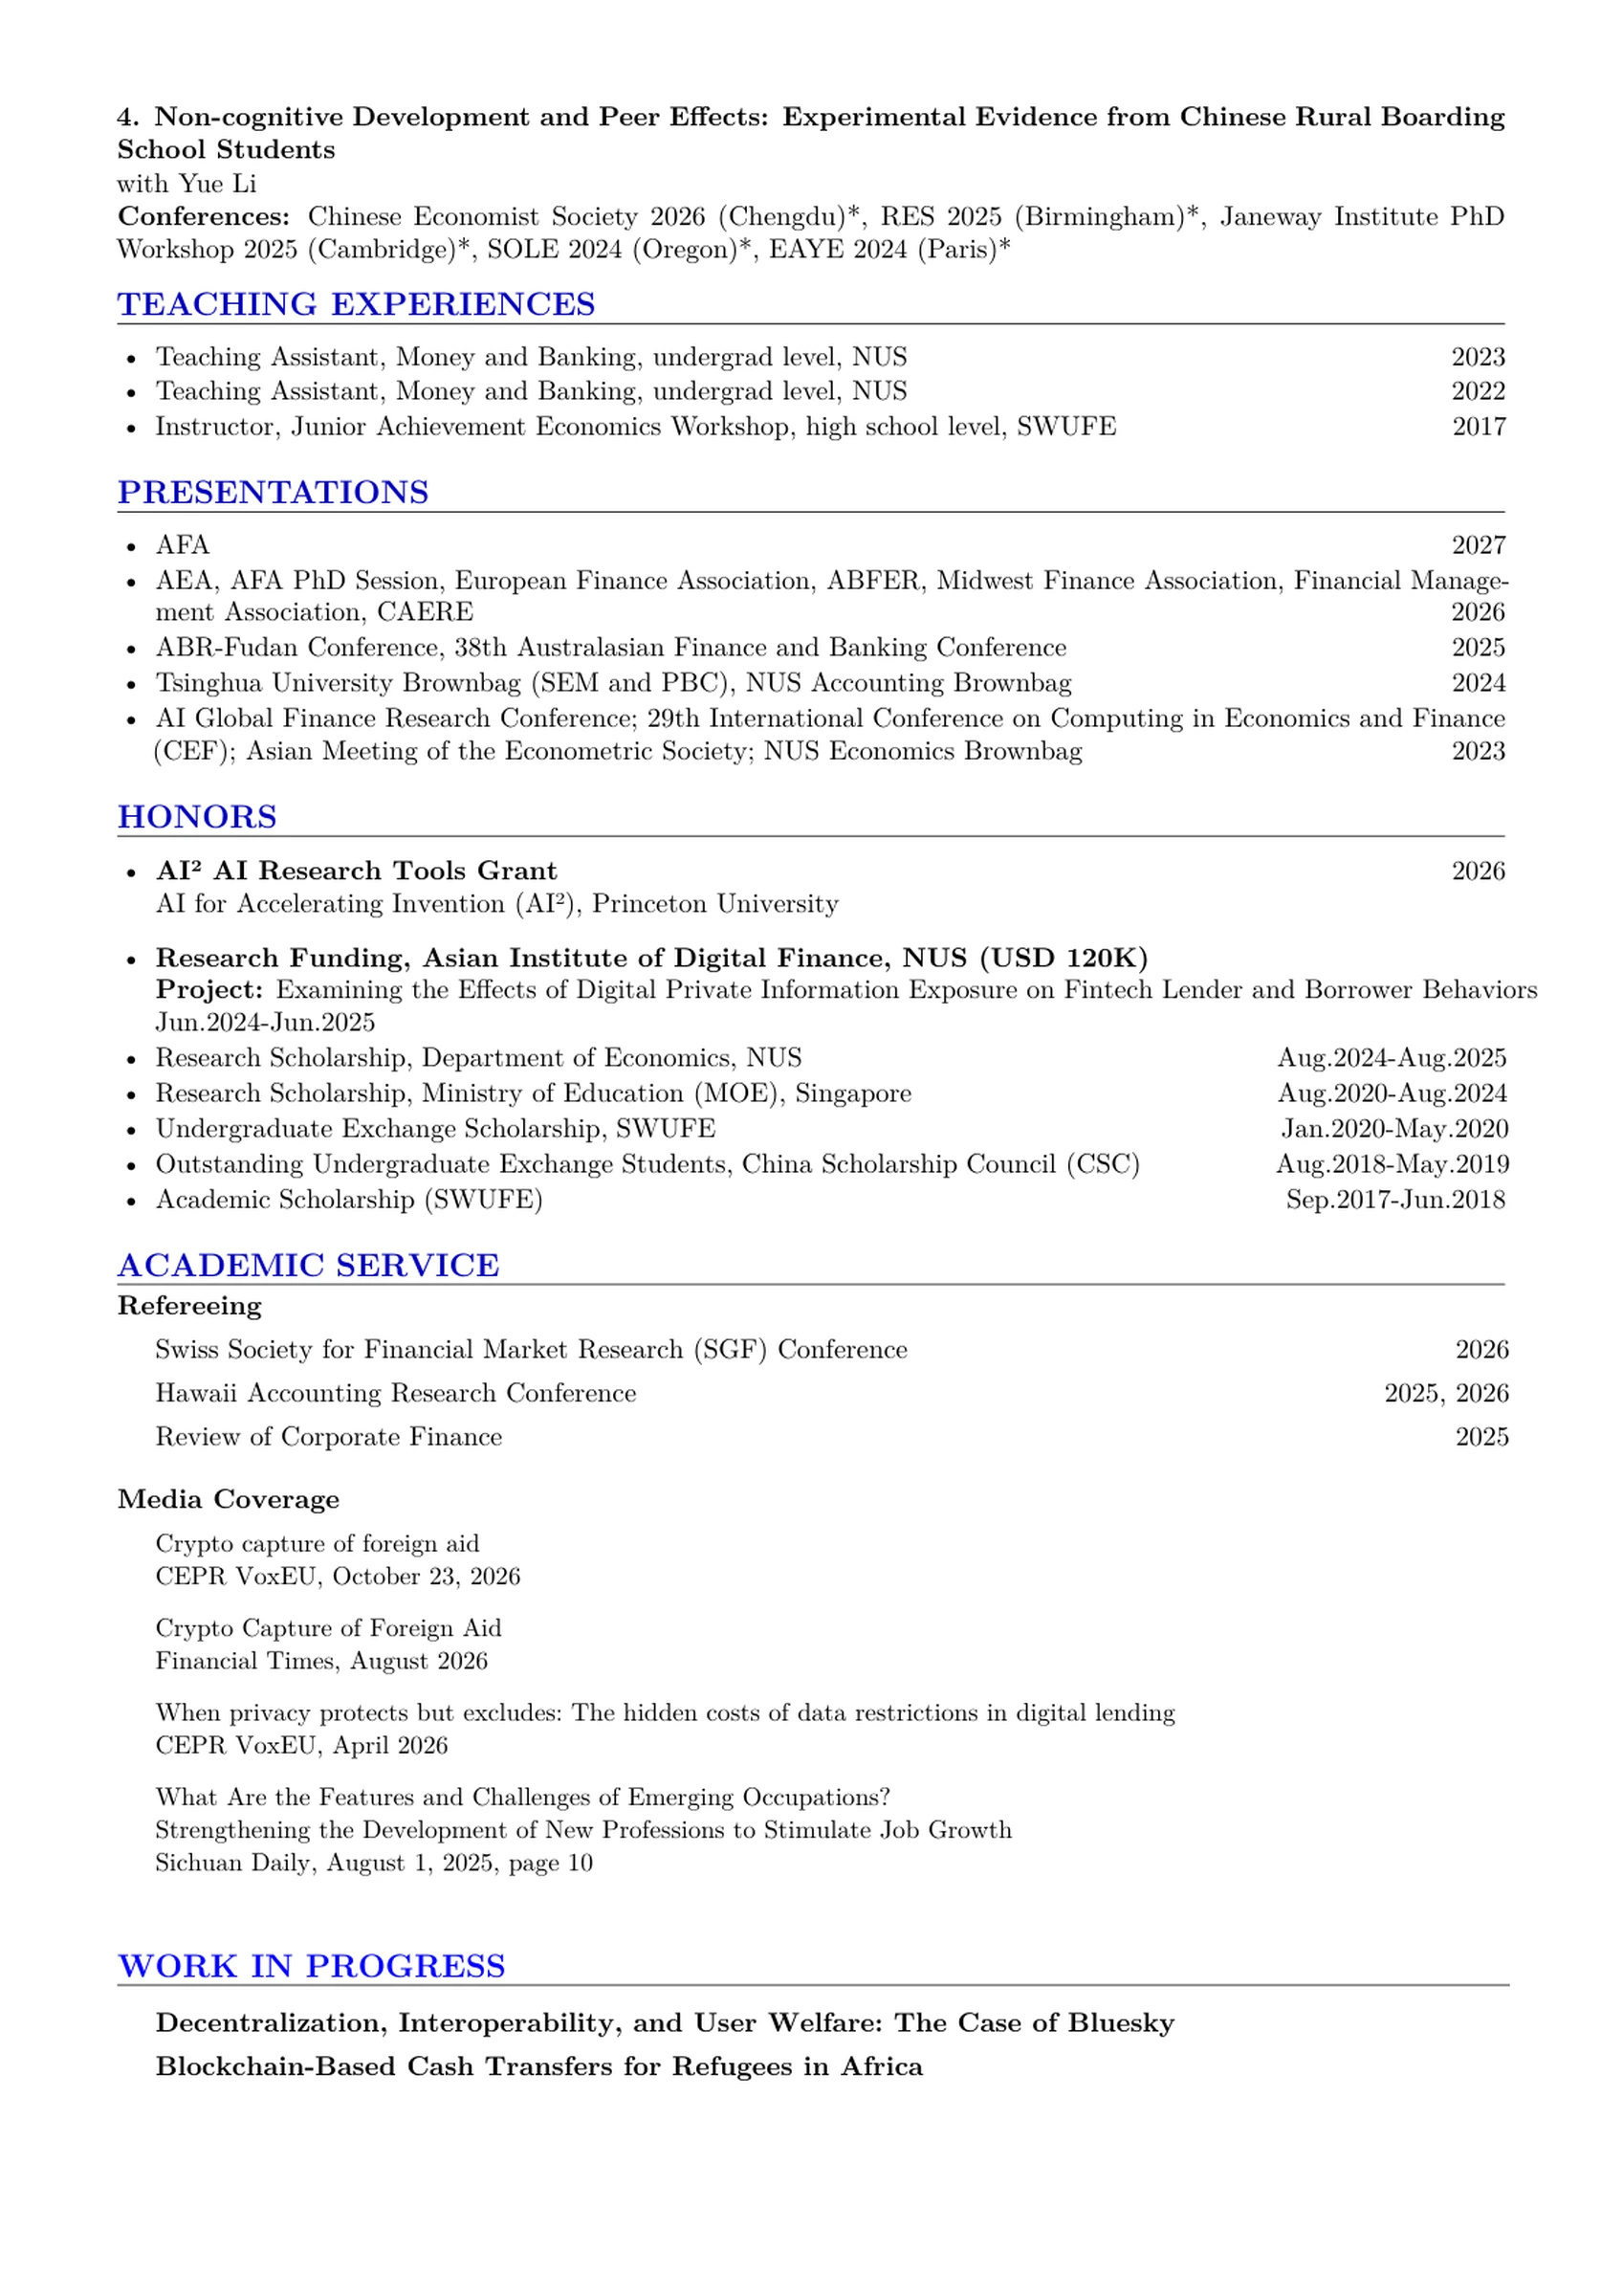 4. Non-cognitive Development and Peer Effects: Experimental Evidence from Chinese Rural Boarding
School Students
with Yue Li
Conferences: Chinese Economist Society 2026 (Chengdu)*, RES 2025 (Birmingham)*, Janeway Institute PhD
Workshop 2025 (Cambridge)*, SOLE 2024 (Oregon)*, EAYE 2024 (Paris)*
TEACHING EXPERIENCES
• Teaching Assistant, Money and Banking, undergrad level, NUS 2023
• Teaching Assistant, Money and Banking, undergrad level, NUS 2022
• Instructor, Junior Achievement Economics Workshop, high school level, SWUFE 2017
PRESENTATIONS
• AFA 2027
• AEA, AFA PhD Session, European Finance Association, ABFER, Midwest Finance Association, Financial Manage-
ment Association, CAERE 2026
• ABR-Fudan Conference, 38th Australasian Finance and Banking Conference 2025
• Tsinghua University Brownbag (SEM and PBC), NUS Accounting Brownbag 2024
• AI Global Finance Research Conference; 29th International Conference on Computing in Economics and Finance
(CEF); Asian Meeting of the Econometric Society; NUS Economics Brownbag 2023
HONORS
• AI² AI Research Tools Grant 2026
AI for Accelerating Invention (AI²), Princeton University
• Research Funding, Asian Institute of Digital Finance, NUS (USD 120K)
Project: Examining the Effects of Digital Private Information Exposure on Fintech Lender and Borrower Behaviors
Jun.2024-Jun.2025
• Research Scholarship, Department of Economics, NUS Aug.2024-Aug.2025
• Research Scholarship, Ministry of Education (MOE), Singapore Aug.2020-Aug.2024
• Undergraduate Exchange Scholarship, SWUFE Jan.2020-May.2020
• Outstanding Undergraduate Exchange Students, China Scholarship Council (CSC) Aug.2018-May.2019
• Academic Scholarship (SWUFE) Sep.2017-Jun.2018
ACADEMIC SERVICE
Refereeing
Swiss Society for Financial Market Research (SGF) Conference 2026
Hawaii Accounting Research Conference 2025, 2026
Review of Corporate Finance 2025
Media Coverage
Crypto capture of foreign aid
CEPR VoxEU, October 23, 2026
Crypto Capture of Foreign Aid
Financial Times, August 2026
When privacy protects but excludes: The hidden costs of data restrictions in digital lending
CEPR VoxEU, April 2026
What Are the Features and Challenges of Emerging Occupations?
Strengthening the Development of New Professions to Stimulate Job Growth
Sichuan Daily, August 1, 2025, page 10
WORK IN PROGRESS
Decentralization, Interoperability, and User Welfare: The Case of Bluesky
Blockchain-Based Cash Transfers for Refugees in Africa